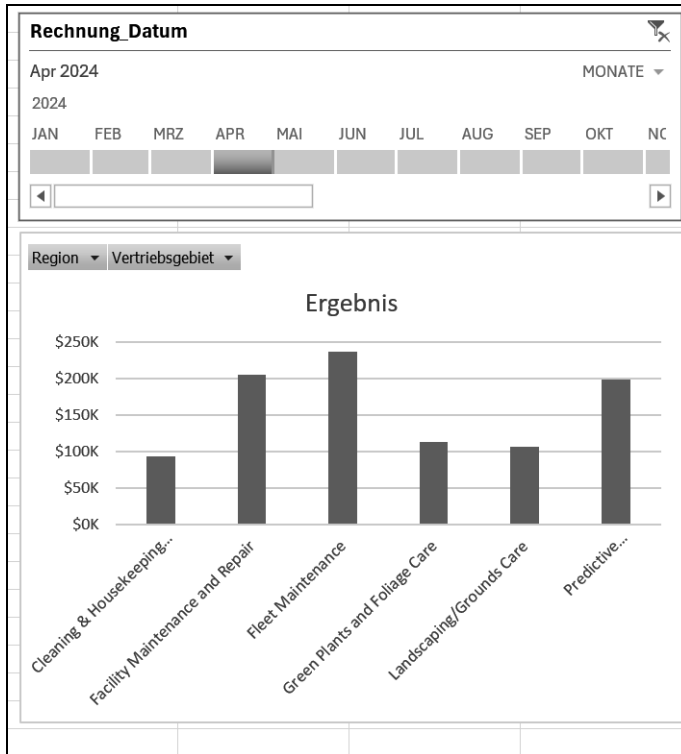 Rechnung_Datum
Apr 2024 MONATE
2024
JAN FEB MRZ APR MAI JUN JUL AUG SEP OKT NO
Region Vertriebsgebiet
Ergebnis
$250K
$200K
$150K
$100K
$50K
$0K
Cleaning & Housekeeping...
Facility Maintenance and Repair
Fleet Maintenance
Green Plants and Foliage Care
Landscaping/Grounds Care
Predictive...